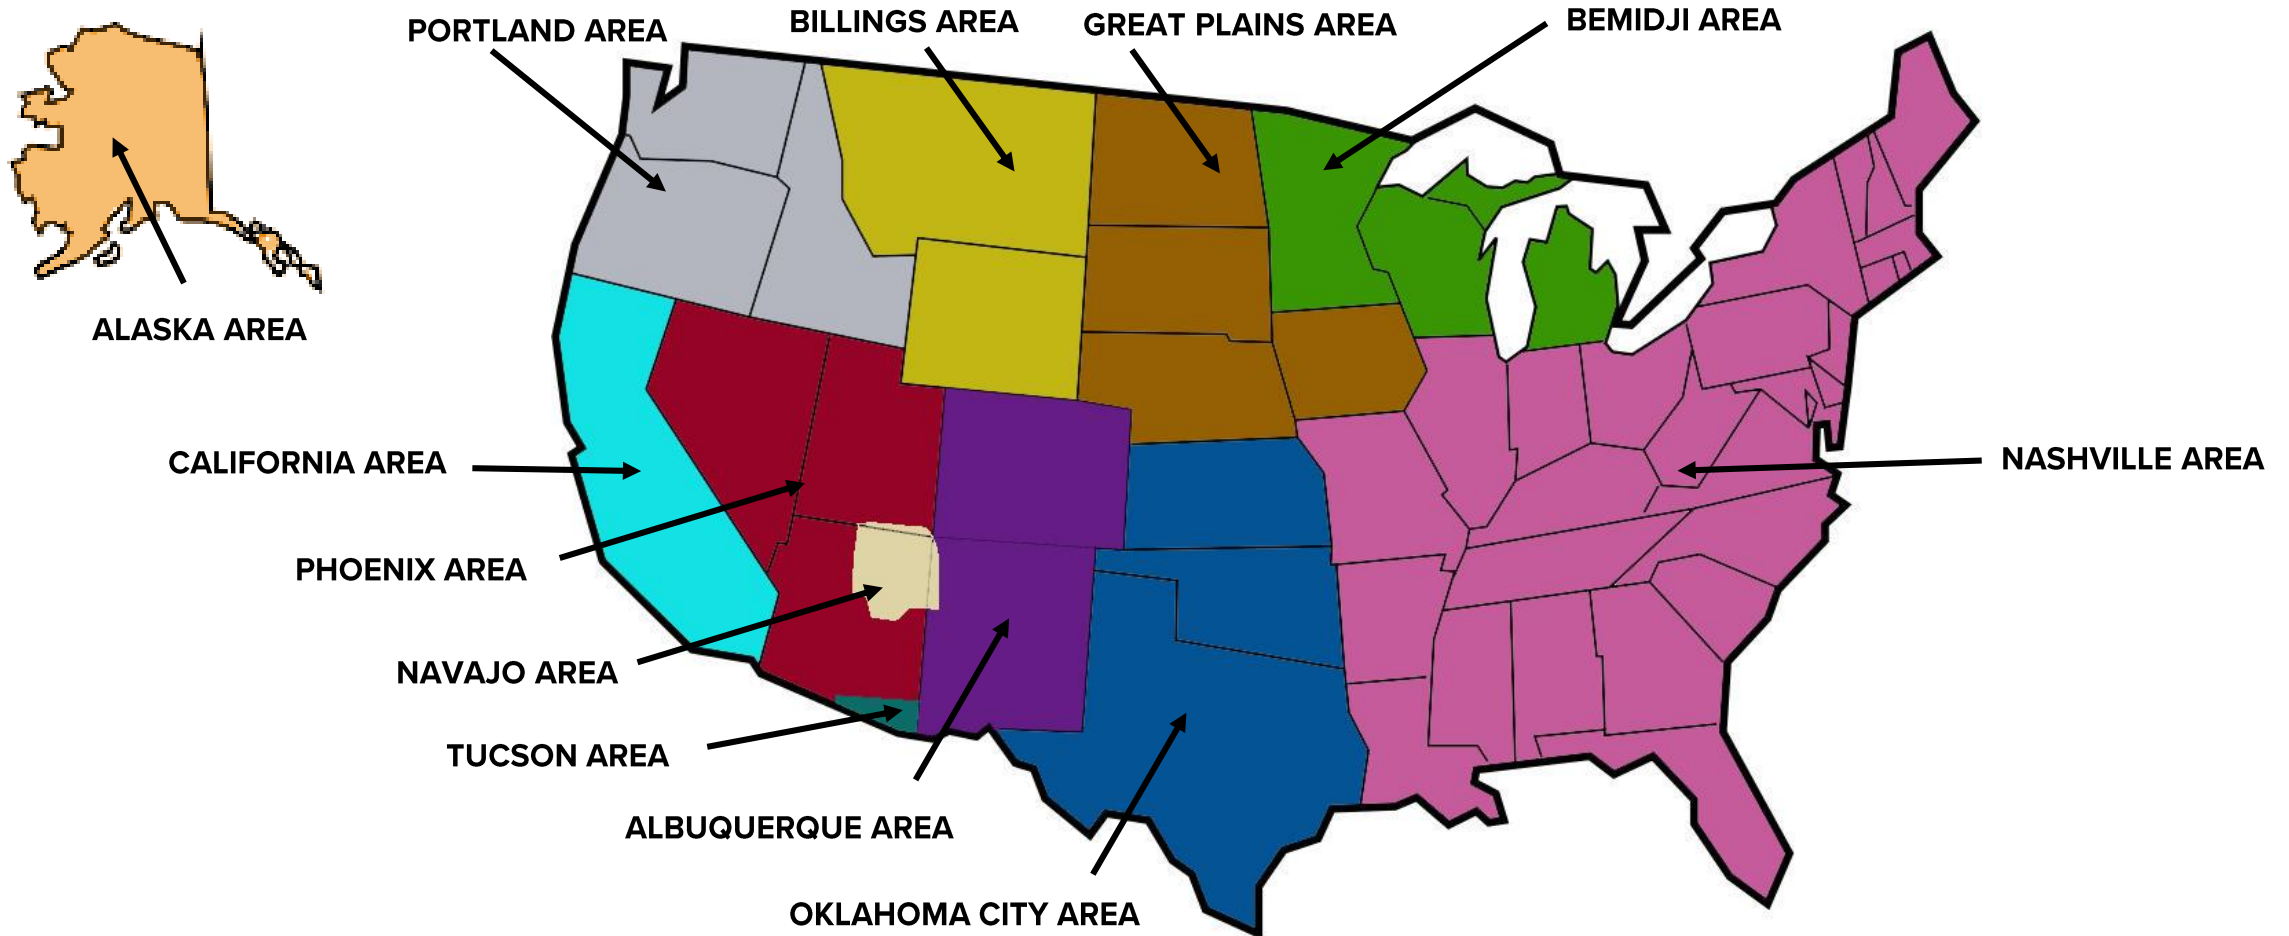 PORTLAND AREA
BILLINGS AREA
GREAT PLAINS AREA
BEMIDJI AREA
ALASKA AREA
CALIFORNIA AREA
NASHVILLE AREA
PHOENIX AREA
NAVAJO AREA
TUCSON AREA
ALBUQUERQUE AREA
OKLAHOMA CITY AREA